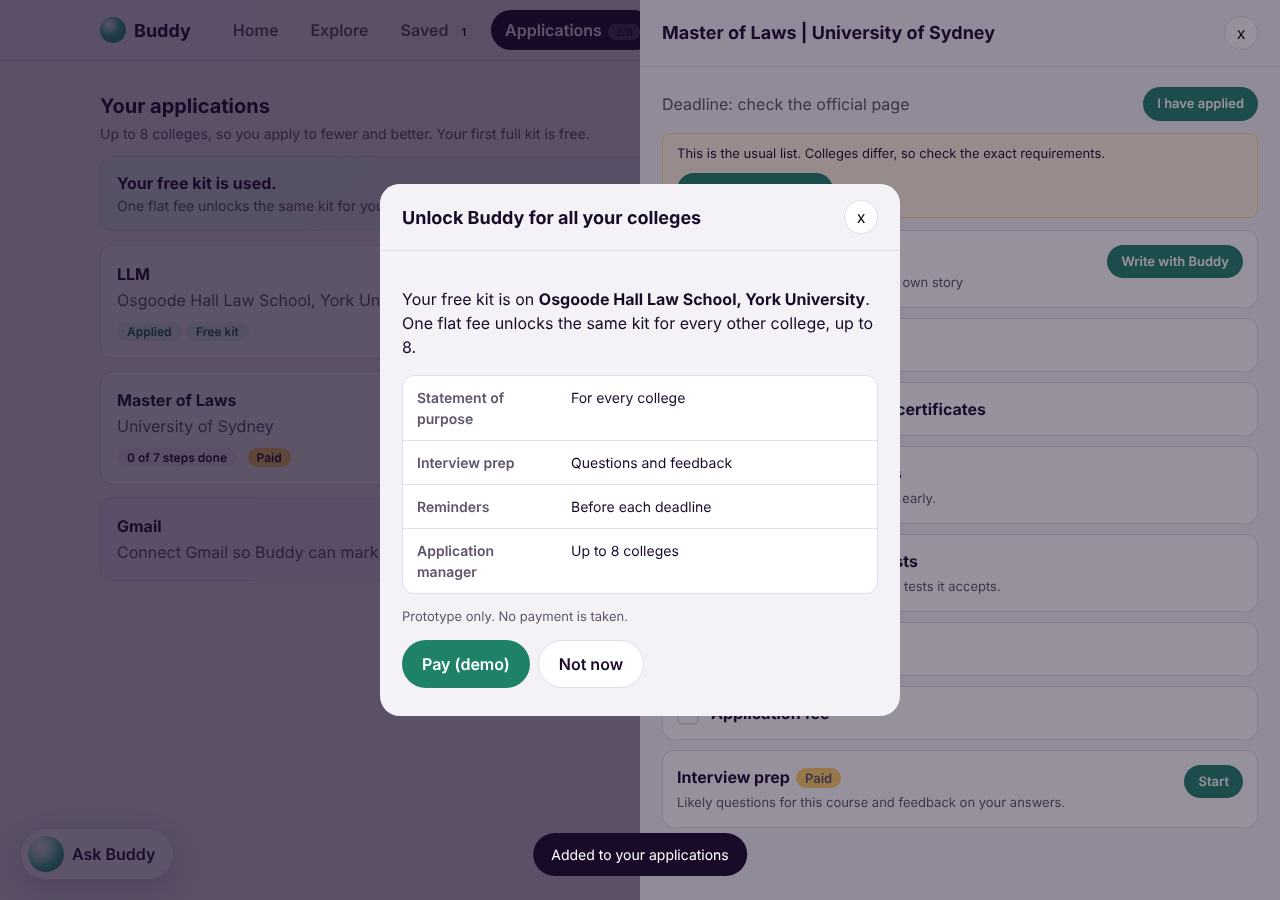 Buddy
Home
Explore
Saved 1
Applications 2/8
Your applications
Up to 8 colleges, so you apply to fewer and better. Your first full kit is free.
Your free kit is used.
One flat fee unlocks the same kit for you
LLM
Osgoode Hall Law School, York Un
Applied
Free kit
Master of Laws
University of Sydney
0 of 7 steps done
Paid
Gmail
Connect Gmail so Buddy can mark
Ask Buddy
Master of Laws | University of Sydney
x
Deadline: check the official page
I have applied
This is the usual list. Colleges differ, so check the exact requirements.
Write with Buddy
own story
certificates
early.
tests it accepts.
Application fee
Interview prep
Paid
Likely questions for this course and feedback on your answers.
Start
Unlock Buddy for all your colleges
x
Your free kit is on Osgoode Hall Law School, York University.
One flat fee unlocks the same kit for every other college, up to
8.
Statement of
purpose
For every college
Interview prep
Questions and feedback
Reminders
Before each deadline
Application
manager
Up to 8 colleges
Prototype only. No payment is taken.
Pay (demo)
Not now
Added to your applications